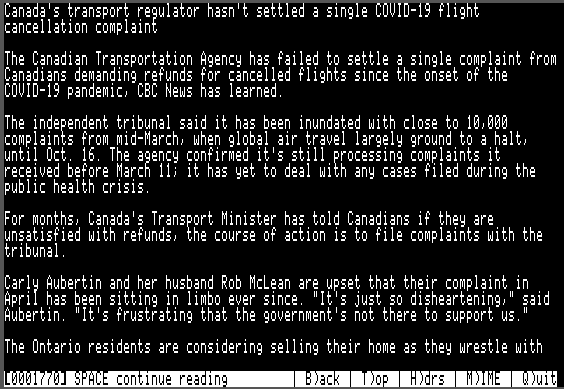 Canada's transport regulator hasn't settled a single COVID-19 flight
cancellation complaint
The Canadian Transportation Agency has failed to settle a single complaint from
Canadians demanding refunds for cancelled flights since the onset of the
COVID-19 pandemic, CBC News has learned.
The independent tribunal said it has been inundated with close to 10,000
complaints from mid-March, when global air travel largely ground to a halt,
until Oct. 16. The agency confirmed it's still processing complaints it
received before March 11; it has yet to deal with any cases filed during the
public health crisis.
For months, Canada's Transport Minister has told Canadians if they are
unsatisfied with refunds, the course of action is to file complaints with the
tribunal.
Carly Aubertin and her husband Rob McLean are upset that their complaint in
April has been sitting in limbo ever since. "It's just so disheartening," said
Aubertin. "It's frustrating that the government's not there to support us."
The Ontario residents are considering selling their home as they wrestle with
[0001770] SPACE continue reading | B)ack | T)op | H)drs | M)IME | Q)uit